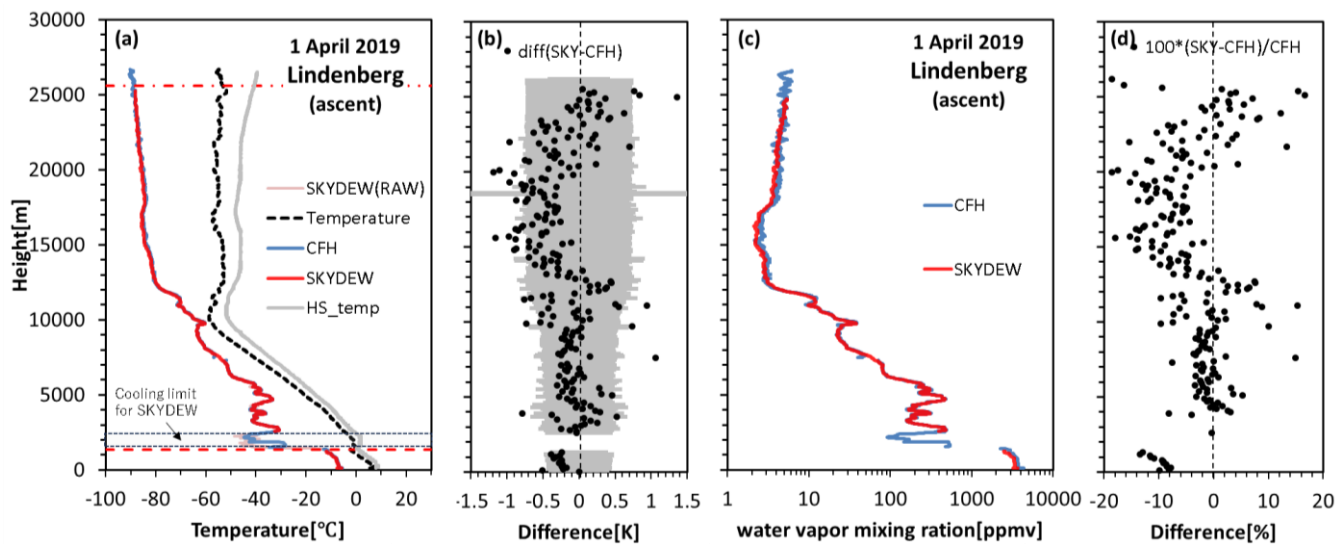 (a)
1 April 2019
Lindenberg
(ascent)
SKYDEW(RAW)
Temperature
CFH
SKYDEW
HS_temp
Cooling limit
for SKYDEW
Height[m]
30000
25000
20000
15000
10000
5000
0
-100 -80 -60 -40 -20 0 20
Temperature[℃]
(b)
diff(SKY-CFH)
-1.5 -1 -0.5 0 0.5 1 1.5
Difference[K]
(c)
1 April 2019
Lindenberg
(ascent)
CFH
SKYDEW
1 10 100 1000 10000
water vapor mixing ration[ppmv]
(d)
100*(SKY-CFH)/CFH
-20 -10 0 10 20
Difference[%]